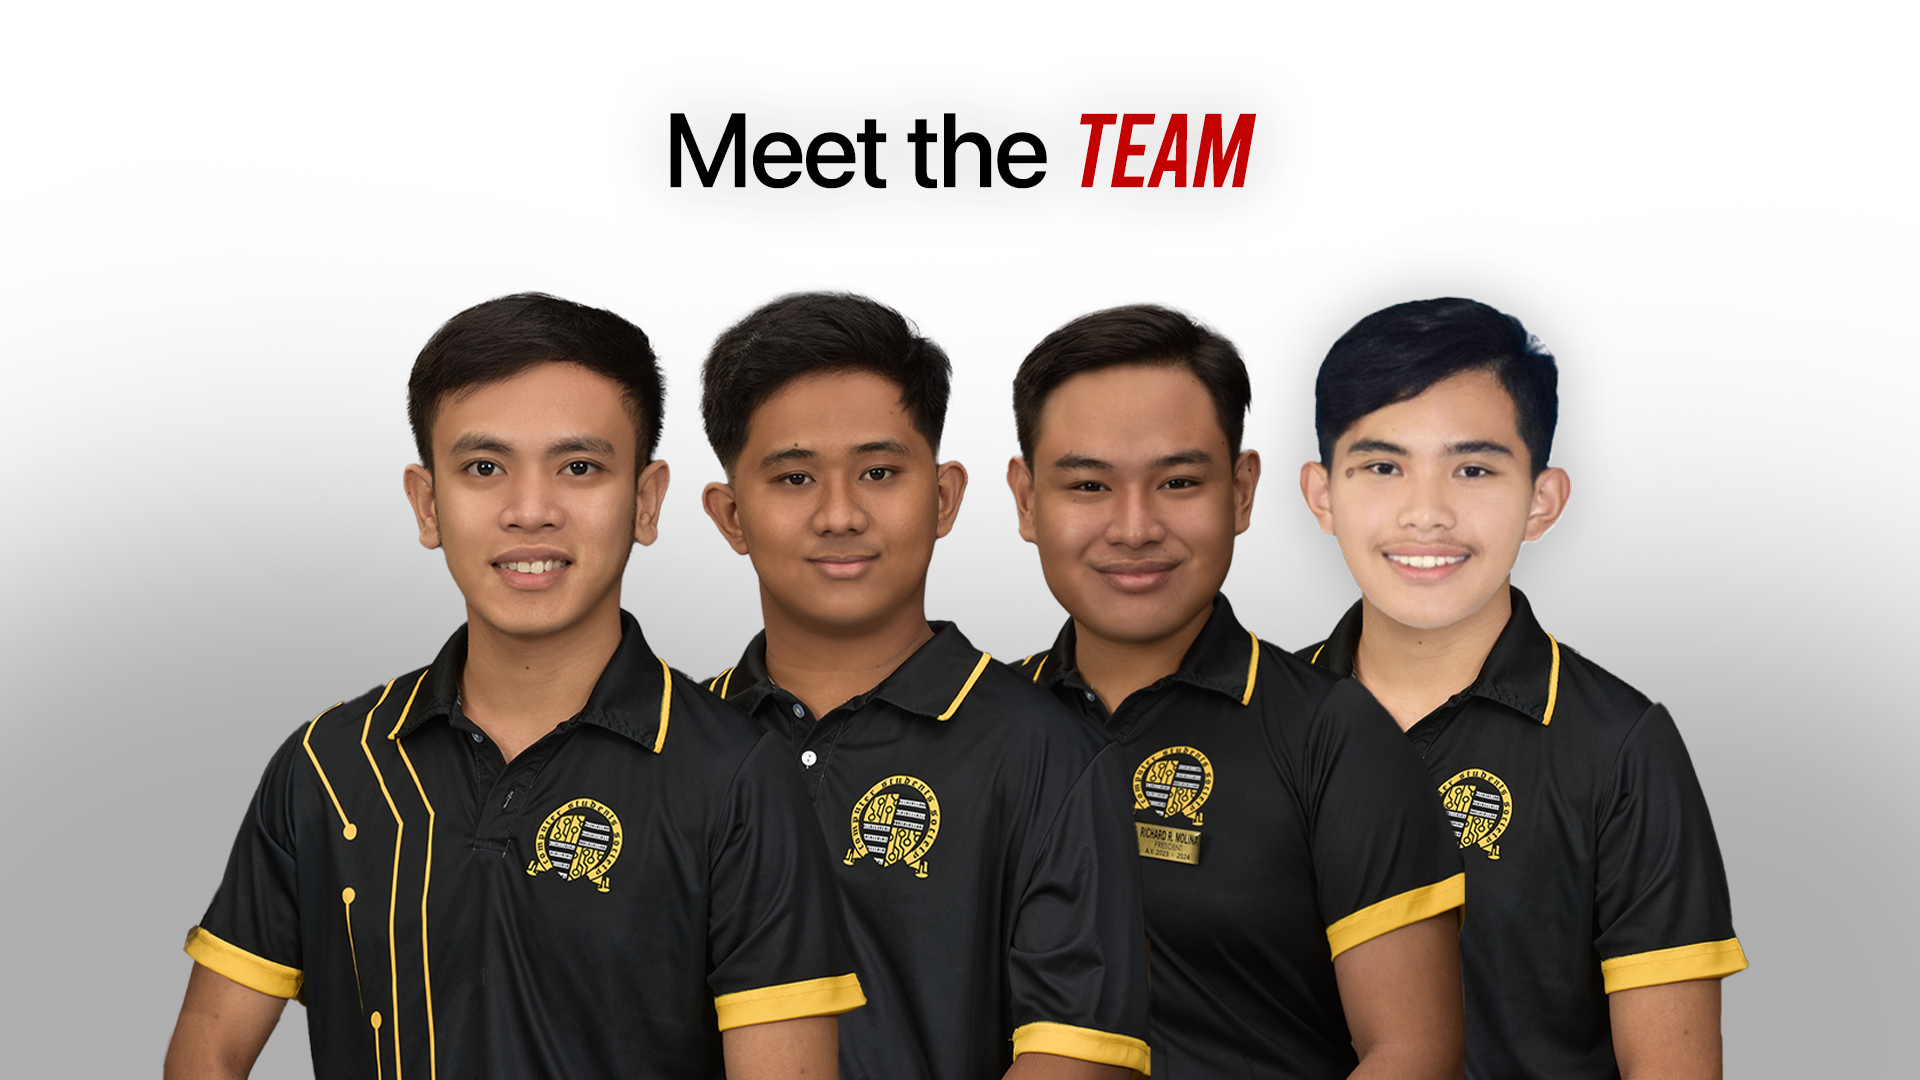 Meet the TEAM
computer students society
computer students society
computer students society
RICHARD R. MOLINA
PRESIDENT
A.Y. 2023 - 2024
students society